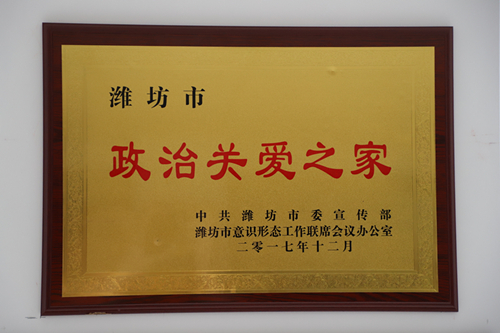 潍坊市
政治关爱之家
中共潍坊市委宣传部
潍坊市意识形态工作联席会议办公室
二零一七年十二月